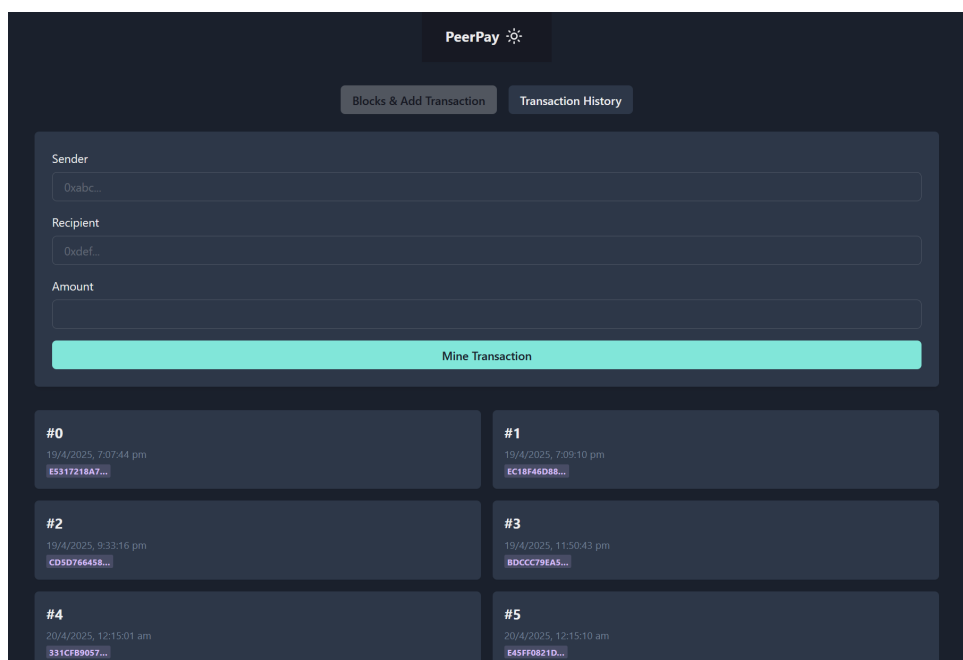 PeerPay
Blocks & Add Transaction
Transaction History
Sender
0xabc...
Recipient
0xdef...
Amount
Mine Transaction
#0
19/4/2025, 7:07:44 pm
E5317218A7...
#1
19/4/2025, 7:09:10 pm
EC18F46D88...
#2
19/4/2025, 9:33:16 pm
CD5D766458...
#3
19/4/2025, 11:50:43 pm
BDCCC79EA5...
#4
20/4/2025, 12:15:01 am
331CFB9057...
#5
20/4/2025, 12:15:10 am
E45FF0821D...